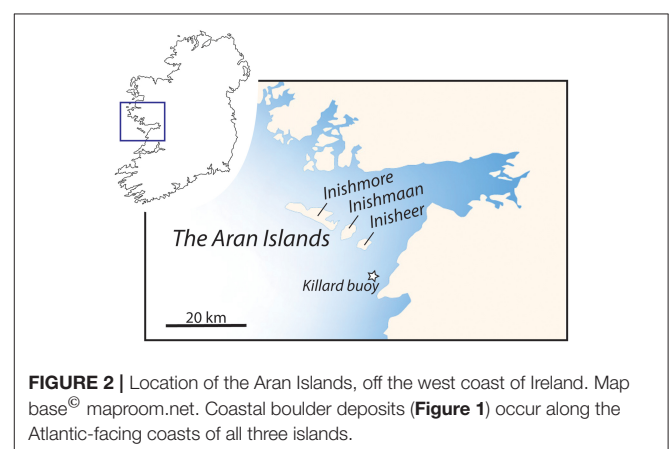 Inishmore
Inishmaan
Inisheer
The Aran Islands
Killard buoy
20 km
FIGURE 2 | Location of the Aran Islands, off the west coast of Ireland. Map
base© maproom.net. Coastal boulder deposits (Figure 1) occur along the
Atlantic-facing coasts of all three islands.